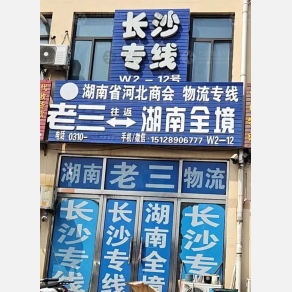 长沙
专线
W2-12号
湖南省河北商会 物流专线
老三 往返 湖南全境
电话 0310- 手机/微信:15128906777 W2-12
湖南 老三 物流
长沙专线
长沙专线
湖南全境
长沙专线